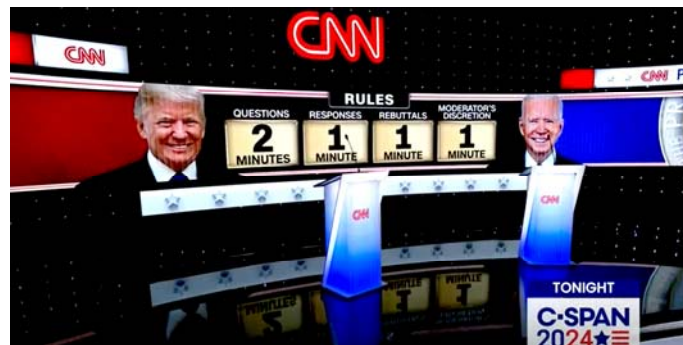 CNN
CNN
CNN P
RULES
QUESTIONS
2
MINUTES
RESPONSES
1
MINUTE
REBUTTALS
1
MINUTE
MODERATOR'S
DISCRETION
1
MINUTE
CNN
CNN
TONIGHT
C-SPAN
2024